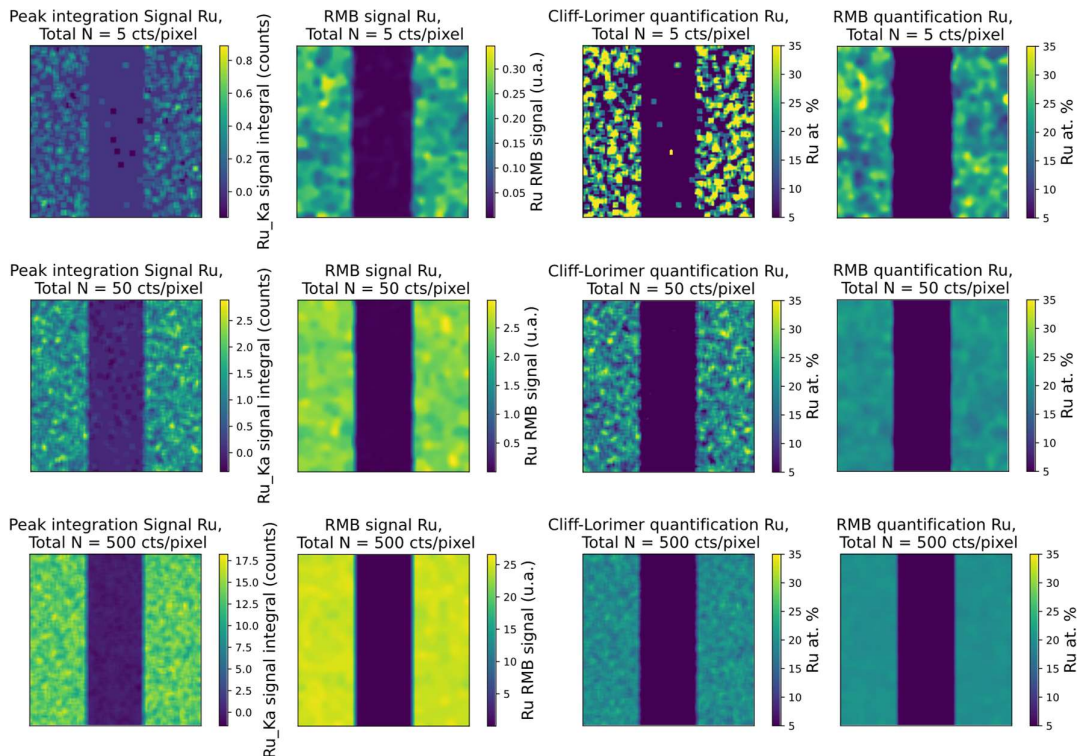 Peak integration Signal Ru,
Total N = 5 cts/pixel
0.8
0.6
0.4
0.2
0.0
Ru_Ka signal integral (counts)
RMB signal Ru,
Total N = 5 cts/pixel
0.30
0.25
0.20
0.15
0.10
0.05
Ru RMB signal (u.a.)
Cliff-Lorimer quantification Ru,
Total N = 5 cts/pixel
35
30
25
20
15
10
5
Ru at. %
RMB quantification Ru,
Total N = 5 cts/pixel
35
30
25
20
15
10
5
Ru at. %
Peak integration Signal Ru,
Total N = 50 cts/pixel
2.5
2.0
1.5
1.0
0.5
0.0
Ru_Ka signal integral (counts)
RMB signal Ru,
Total N = 50 cts/pixel
2.5
2.0
1.5
1.0
0.5
Ru RMB signal (u.a.)
Cliff-Lorimer quantification Ru,
Total N = 50 cts/pixel
35
30
25
20
15
10
5
Ru at. %
RMB quantification Ru,
Total N = 50 cts/pixel
35
30
25
20
15
10
5
Ru at. %
Peak integration Signal Ru,
Total N = 500 cts/pixel
17.5
15.0
12.5
10.0
7.5
5.0
2.5
0.0
Ru_Ka signal integral (counts)
RMB signal Ru,
Total N = 500 cts/pixel
25
20
15
10
5
Ru RMB signal (u.a.)
Cliff-Lorimer quantification Ru,
Total N = 500 cts/pixel
35
30
25
20
15
10
5
Ru at. %
RMB quantification Ru,
Total N = 500 cts/pixel
35
30
25
20
15
10
5
Ru at. %